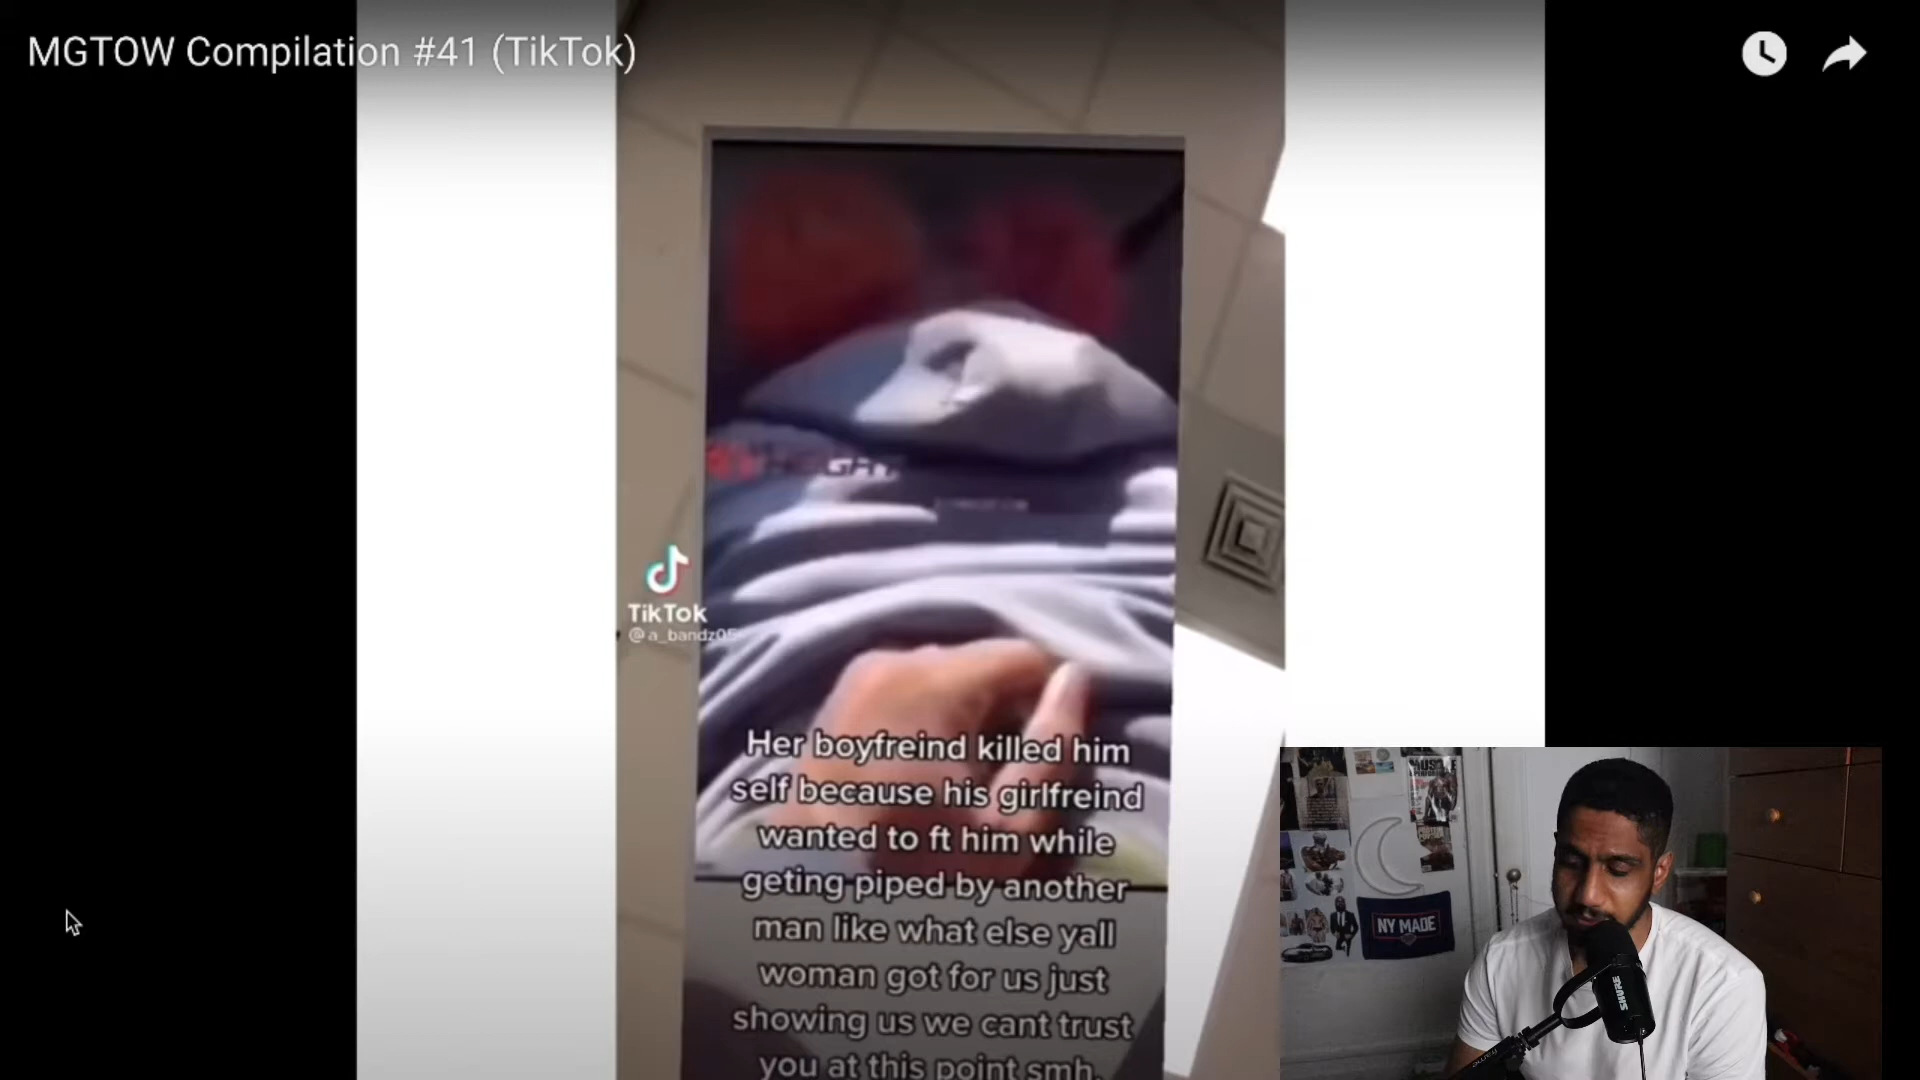 MGTOW Compilation #41 (TikTok)
TikTok
@a_bandz05
Her boyfreind killed him
self because his girlfreind
wanted to ft him while
geting piped by another
man like what else yall
woman got for us just
showing us we cant trust
you at this point smh.
NY MADE
SHURE